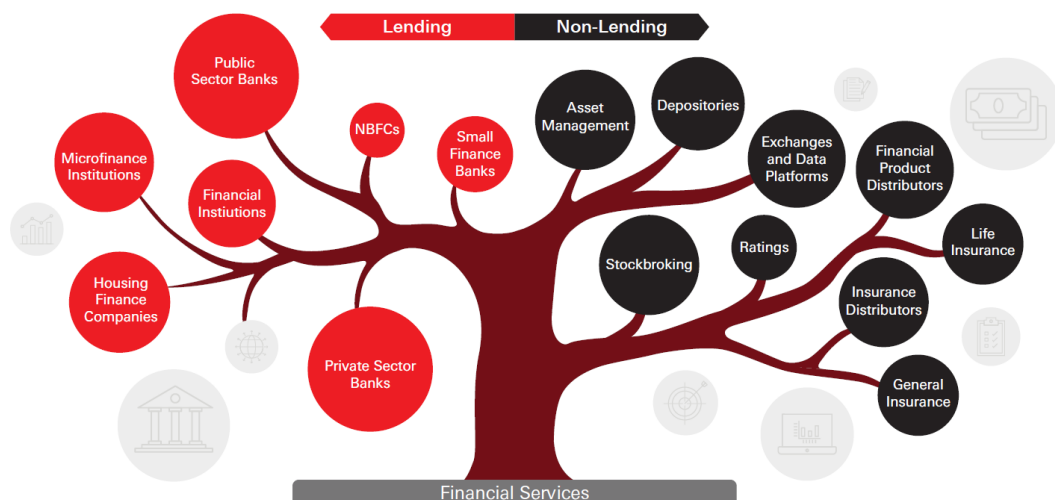 Lending
Non-Lending
Public
Sector Banks
NBFCs
Small
Finance
Banks
Microfinance
Institutions
Financial
Instiutions
Housing
Finance
Companies
Private Sector
Banks
Asset
Management
Depositories
Exchanges
and Data
Platforms
Financial
Product
Distributors
Stockbroking
Ratings
Life
Insurance
Insurance
Distributors
General
Insurance
Financial Services